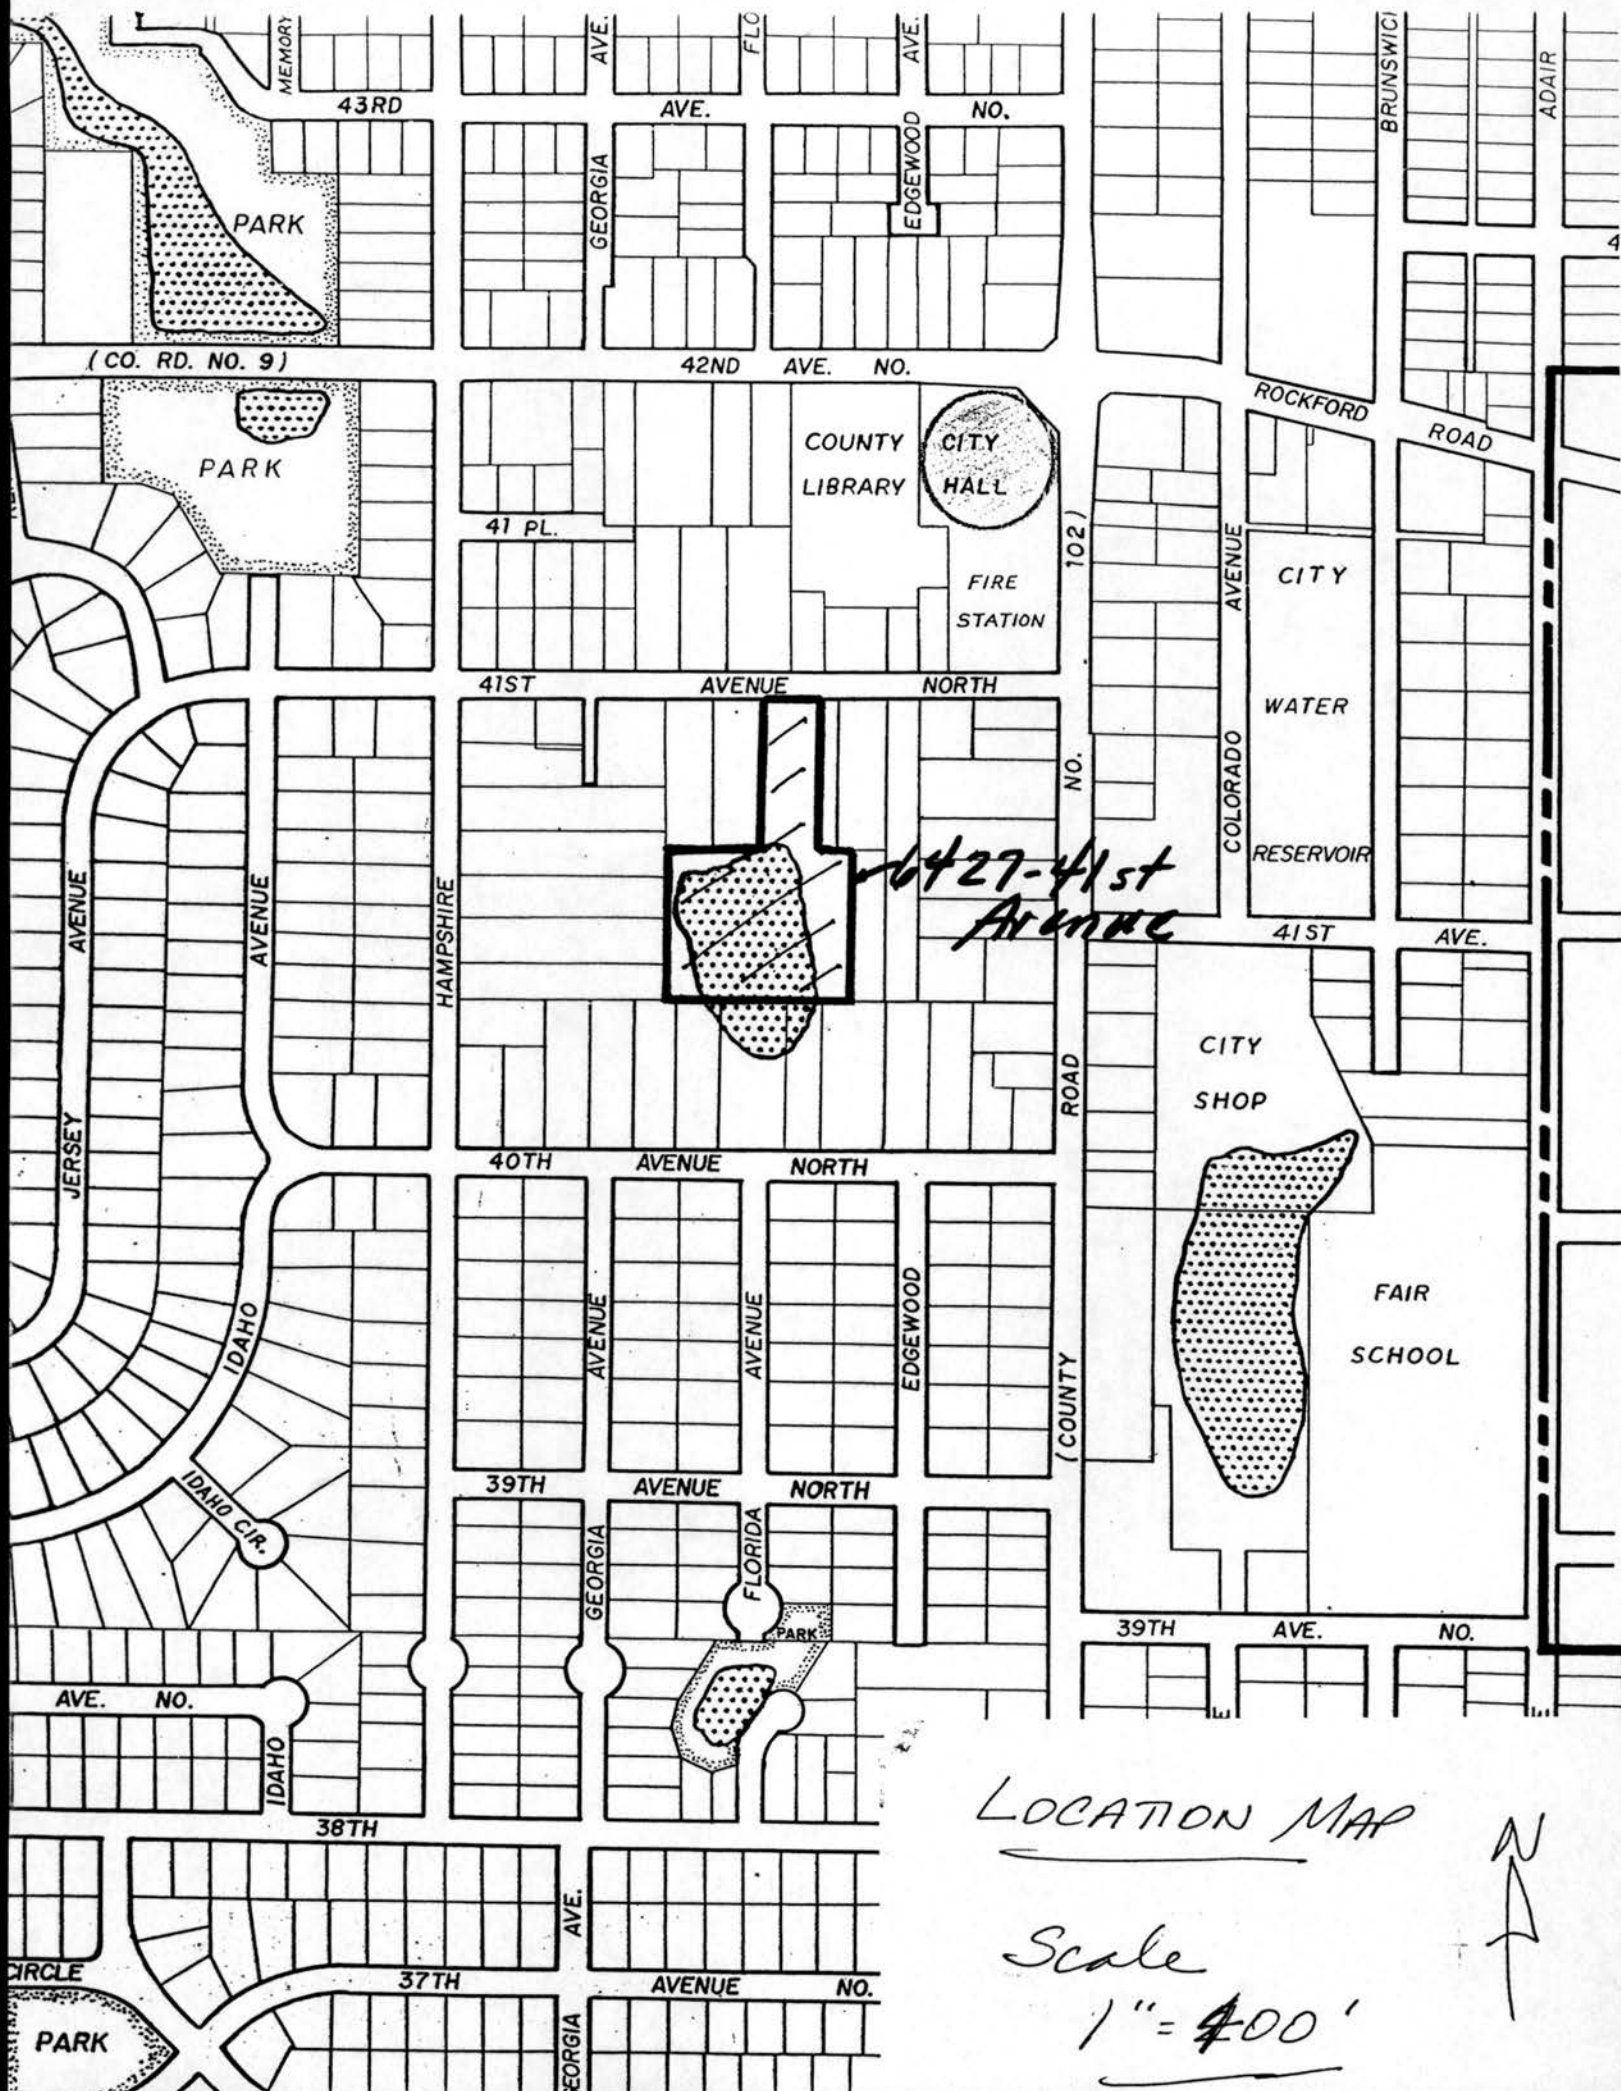 MEMORY
AVE.
FLO
AVE.
BRUNSWICI
ADAIR
43RD
AVE.
NO.
GEORGIA
EDGEWOOD
PARK
4
(CO. RD. NO. 9)
42ND AVE. NO.
ROCKFORD
ROAD
PARK
COUNTY
LIBRARY
CITY
HALL
41 PL.
102)
AVENUE
CITY
FIRE
STATION
41ST
AVENUE
NORTH
WATER
NO.
COLORADO
RESERVOIR
6427-41st
Avenue
AVENUE
AVENUE
HAMPSHIRE
41ST
AVE.
CITY
SHOP
ROAD
JERSEY
40TH
AVENUE
NORTH
IDAHO
AVENUE
AVENUE
EDGEWOOD
FAIR
SCHOOL
(COUNTY
39TH
AVENUE
NORTH
IDAHO CIR.
GEORGIA
FLORIDA
PARK
39TH
AVE.
NO.
AVE. NO.
IDAHO
38TH
LOCATION MAP
N
AVE.
Scale
1" = 400'
CIRCLE
37TH
AVENUE
NO.
PARK
GEORGIA